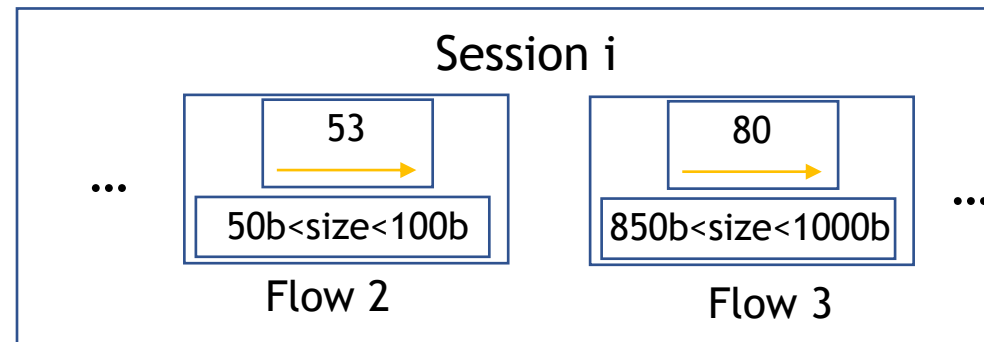 Session i
53
80
...
...
50b<size<100b
850b<size<1000b
Flow 2
Flow 3